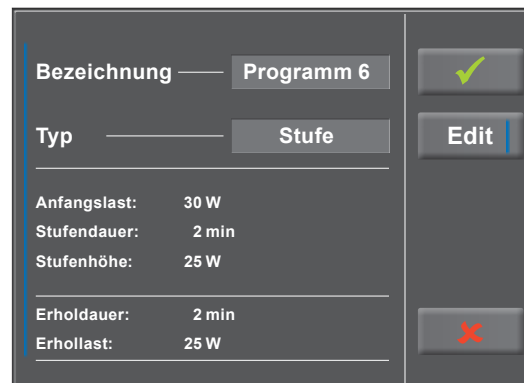 Bezeichnung Programm 6
Typ Stufe
Edit
Anfangslast: 30 W
Stufendauer: 2 min
Stufenhöhe: 25 W
Erholdauer: 2 min
Erhollast: 25 W